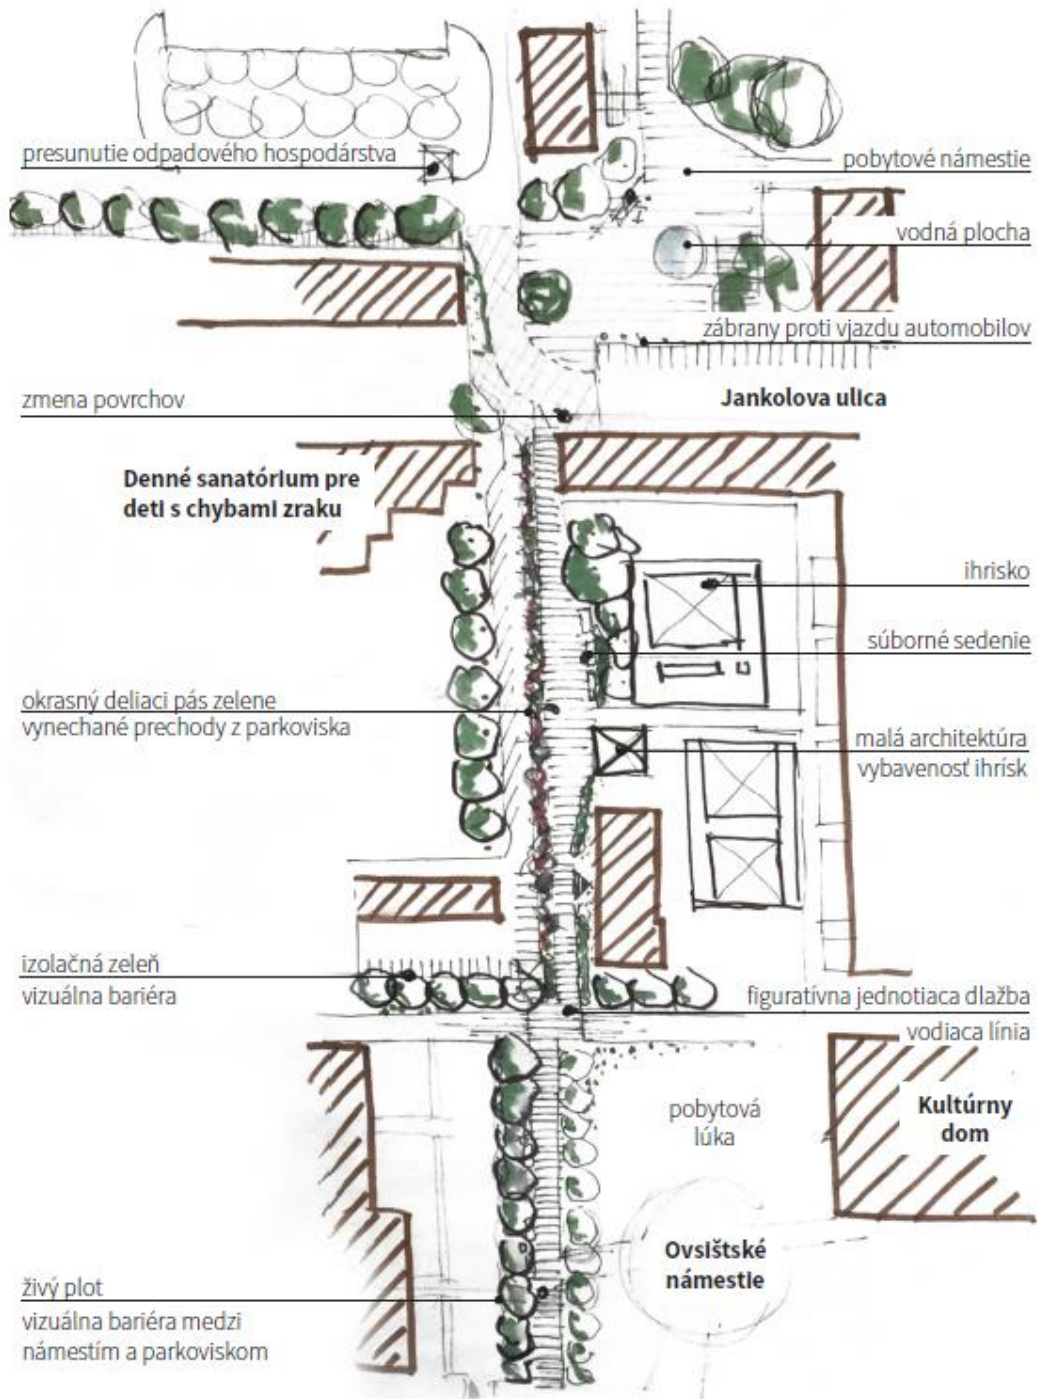 presunutie odpadového hospodárstva
pobytové námestie
vodná plocha
zábrany proti vjazdu automobilov
zmena povrchov
Jankolova ulica
Denné sanatórium pre
deti s chybami zraku
ihrisko
súborné sedenie
okrasný deliaci pás zelene
vynechané prechody z parkoviska
malá architektúra
vybavenosť ihrísk
izolačná zeleň
vizuálna bariéra
figuratívna jednotiaca dlažba
vodiaca línia
pobytová
lúka
Kultúrny
dom
Ovsištské
námestie
živý plot
vizuálna bariéra medzi
námestím a parkoviskom